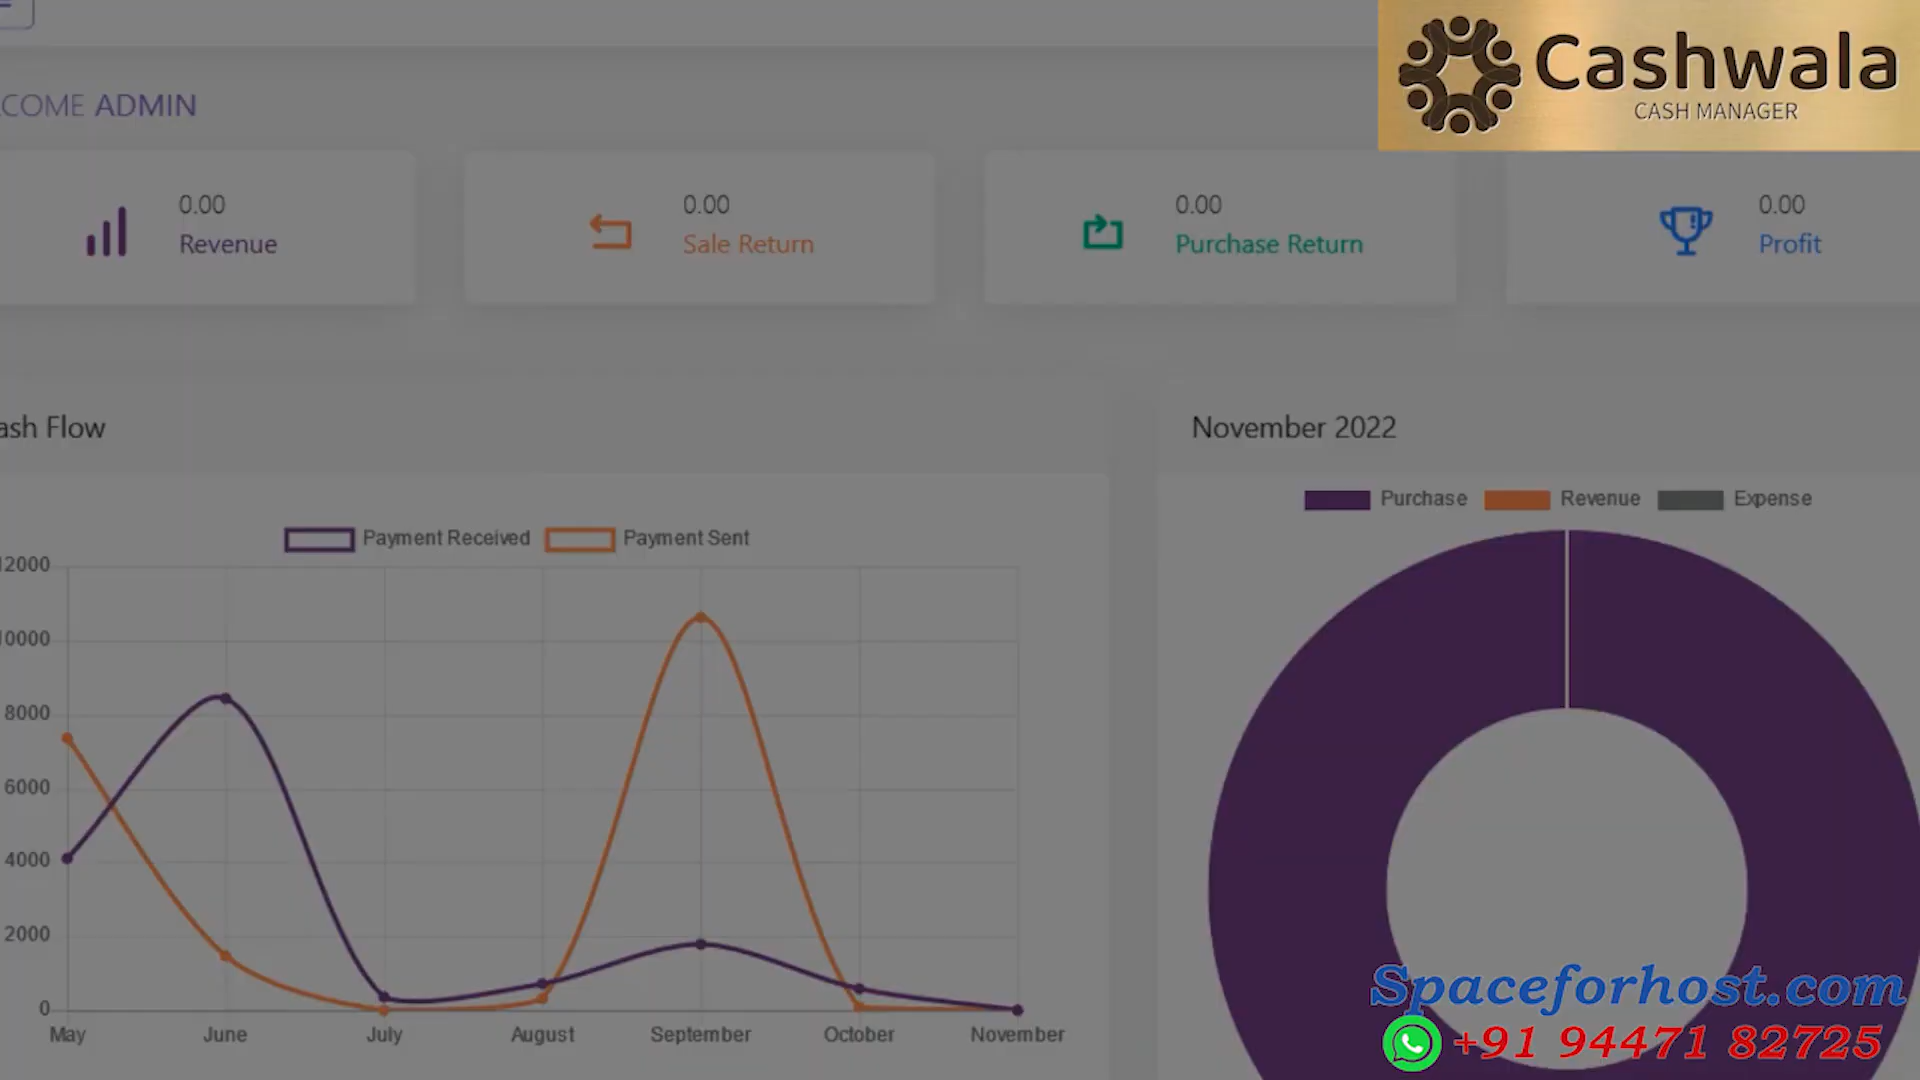 Cashwala
CASH MANAGER
COME ADMIN
0.00
Revenue
0.00
Sale Return
0.00
Purchase Return
0.00
Profit
ash Flow
November 2022
Payment Received
Payment Sent
Purchase
Revenue
Expense
12000
10000
8000
6000
4000
2000
0
May
June
July
August
September
October
November
Spaceforhost.com
+91 94471 82725